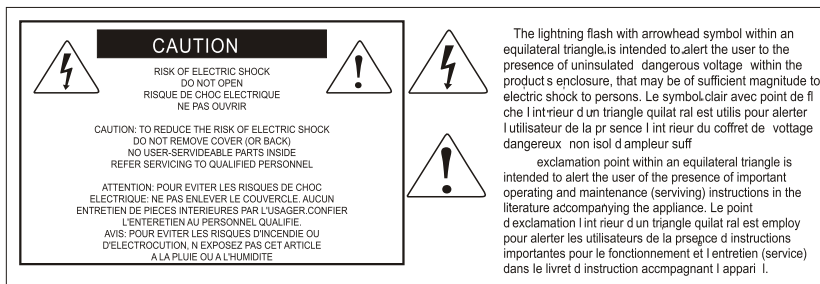 CAUTION
RISK OF ELECTRIC SHOCK
DO NOT OPEN
RISQUE DE CHOC ELECTRIQUE
NE PAS OUVRIR
CAUTION: TO REDUCE THE RISK OF ELECTRIC SHOCK
DO NOT REMOVE COVER (OR BACK)
NO USER-SERVIDEABLE PARTS INSIDE
REFER SERVICING TO QUALIFIED PERSONNEL
ATTENTION: POUR EVITER LES RISQUES DE CHOC
ELECTRIQUE: NE PAS ENLEVER LE COUVERCLE. AUCUN
ENTRETIEN DE PIECES INTERIEURES PAR L'USAGER.CONFIER
L'ENTERETIEN AU PERSONNEL QUALIFIE.
AVIS: POUR EVITER LES RISQUES D'INCENDIE OU
D'ELECTROCUTION, N EXPOSEZ PAS CET ARTICLE
A LA PLUIE OU A L'HUMIDITE
The lightning flash with arrowhead symbol within an
equilateral triangle,is intended to alert the user to the
presence of uninsulated dangerous voltage within the
product s enclosure, that may be of sufficient magnitude to
electric shock to persons. Le symbol clair avec point de fl
che l int rieur d un triangle quilat ral est utilis pour alerter
l utilisateur de la pr sence l int rieur du coffret de vottage
dangereux non isol d ampleur suff
exclamation point within an equilateral triangle is
intended to alert the user of the presence of important
operating and maintenance (serviving) instructions in the
literature accompanying the appliance. Le point
d exclamation l int rieur d un triangle quilat ral est employ
pour alerter les utilisateurs de la presence d instructions
importantes pour le fonctionnement et l entretien (service)
dans le livret d instruction accmpagnant l appari l.